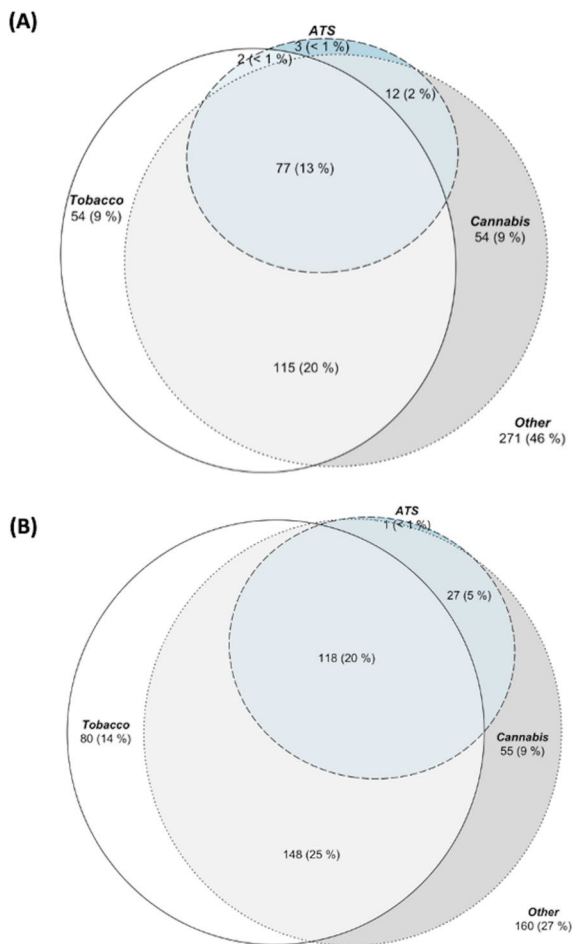 (A)
ATS
3 (< 1 %)
2 (< 1 %)
12 (2 %)
77 (13 %)
Tobacco
54 (9 %)
Cannabis
54 (9 %)
115 (20 %)
Other
271 (46 %)
(B)
ATS
1 (< 1 %)
27 (5 %)
118 (20 %)
Tobacco
80 (14 %)
Cannabis
55 (9 %)
148 (25 %)
Other
160 (27 %)